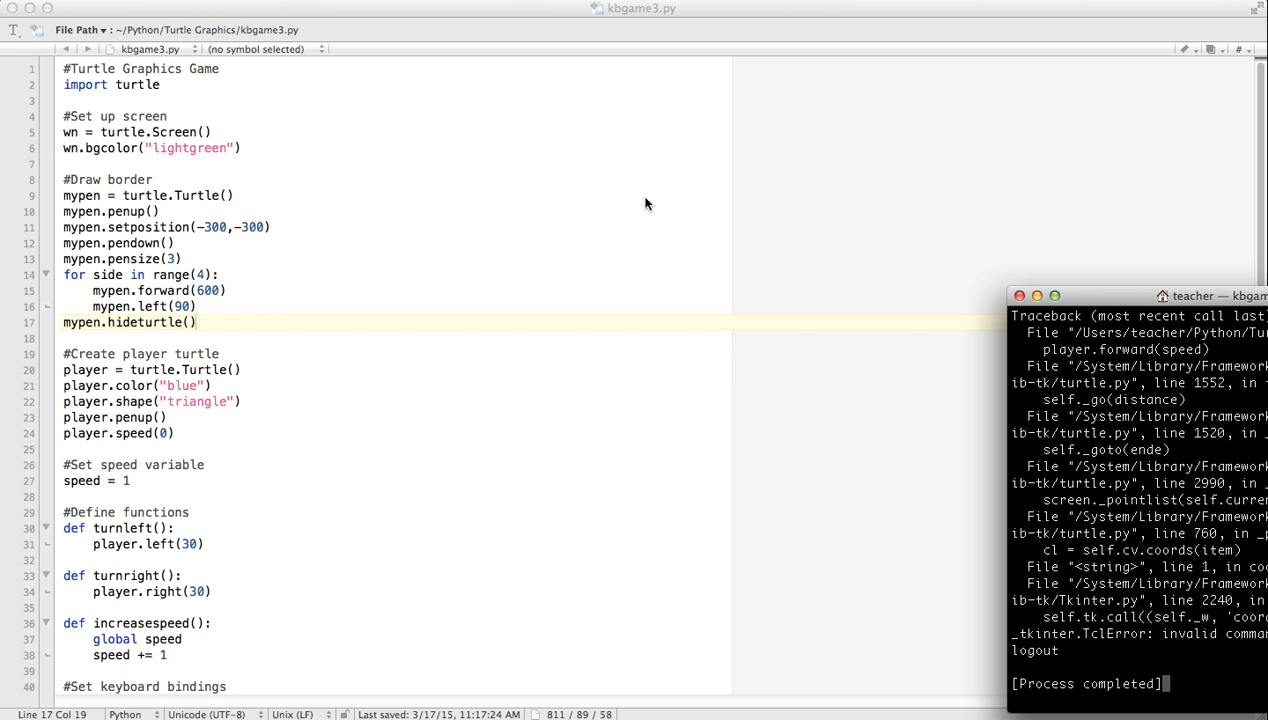 kbgame3.py
File Path ▾ : ~/Python/Turtle Graphics/kbgame3.py
kbgame3.py (no symbol selected) #
1 #Turtle Graphics Game
2 import turtle
3
4 #Set up screen
5 wn = turtle.Screen()
6 wn.bgcolor("lightgreen")
7
8 #Draw border
9 mypen = turtle.Turtle()
10 mypen.penup()
11 mypen.setposition(-300,-300)
12 mypen.pendown()
13 mypen.pensize(3)
14 for side in range(4):
15 mypen.forward(600)
16 mypen.left(90)
17 mypen.hideturtle()
18
19 #Create player turtle
20 player = turtle.Turtle()
21 player.color("blue")
22 player.shape("triangle")
23 player.penup()
24 player.speed(0)
25
26 #Set speed variable
27 speed = 1
28
29 #Define functions
30 def turnleft():
31 player.left(30)
32
33 def turnright():
34 player.right(30)
35
36 def increasespeed():
37 global speed
38 speed += 1
39
40 #Set keyboard bindings
Line 17 Col 19 Python Unicode (UTF-8) Unix (LF) Last saved: 3/17/15, 11:17:24 AM 811 / 89 / 58
teacher — kbgam
Traceback (most recent call last)
File "/Users/teacher/Python/Tu
player.forward(speed)
File "/System/Library/Framework
ib-tk/turtle.py", line 1552, in
self._go(distance)
File "/System/Library/Framework
ib-tk/turtle.py", line 1520, in _
self._goto(ende)
File "/System/Library/Framework
ib-tk/turtle.py", line 2990, in _
screen._pointlist(self.curre
File "/System/Library/Framework
ib-tk/turtle.py", line 760, in _p
cl = self.cv.coords(item)
File "<string>", line 1, in coo
File "/System/Library/Framework
ib-tk/Tkinter.py", line 2240, in
self.tk.call((self._w, 'coor
_tkinter.TclError: invalid comma
logout
[Process completed]